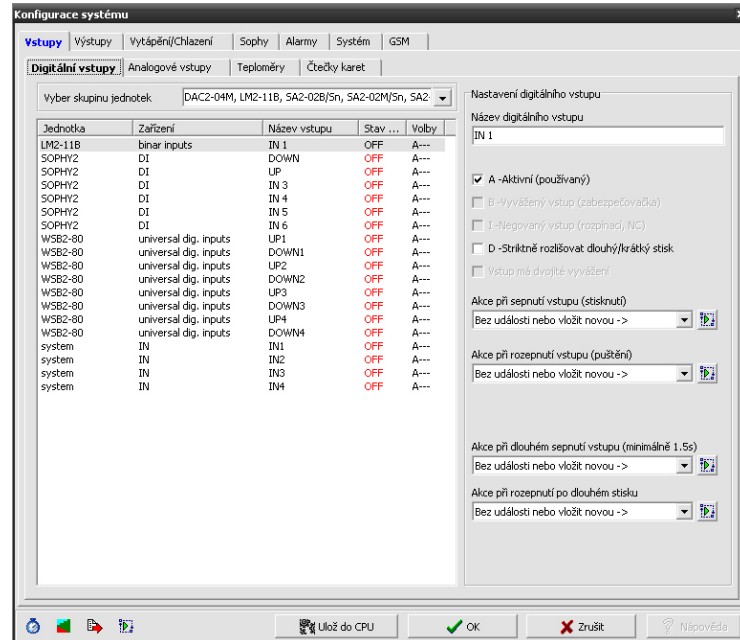 Konfigurace systému
Vstupy Výstupy Vytápění/Chlazení Sophy Alarmy Systém GSM
Digitální vstupy Analogové vstupy Teploměry Čtečky karet
Vyber skupinu jednotek DAC2-04M, LM2-11B, SA2-02B/Sn, SA2-02M/Sn, SA2-
Jednotka Zařízení Název vstupu Stav ... Volby
LM2-11B binar inputs IN 1 OFF A---
SOPHY2 DI DOWN OFF A---
SOPHY2 DI UP OFF A---
SOPHY2 DI IN 3 OFF A---
SOPHY2 DI IN 4 OFF A---
SOPHY2 DI IN 5 OFF A---
SOPHY2 DI IN 6 OFF A---
WSB2-80 universal dig. inputs UP1 OFF A---
WSB2-80 universal dig. inputs DOWN1 OFF A---
WSB2-80 universal dig. inputs UP2 OFF A---
WSB2-80 universal dig. inputs DOWN2 OFF A---
WSB2-80 universal dig. inputs UP3 OFF A---
WSB2-80 universal dig. inputs DOWN3 OFF A---
WSB2-80 universal dig. inputs UP4 OFF A---
WSB2-80 universal dig. inputs DOWN4 OFF A---
system IN IN1 OFF A---
system IN IN2 OFF A---
system IN IN3 OFF A---
system IN IN4 OFF A---
Nastavení digitálního vstupu
Název digitálního vstupu
IN 1
A -Aktivní (používaný)
B -Vyvážený vstup (zabezpečovačka)
I -Negovaný vstup (rozpínací, NC)
D -Striktně rozlišovat dlouhý/krátký stisk
Vstup má dvojité vyvážení
Akce při sepnutí vstupu (stisknutí)
Bez události nebo vložit novou ->
Akce při rozepnutí vstupu (puštění)
Bez události nebo vložit novou ->
Akce při dlouhém sepnutí vstupu (minimálně 1.5s)
Bez události nebo vložit novou ->
Akce při rozepnutí po dlouhém stisku
Bez události nebo vložit novou ->
Ulož do CPU OK Zrušit Nápověda